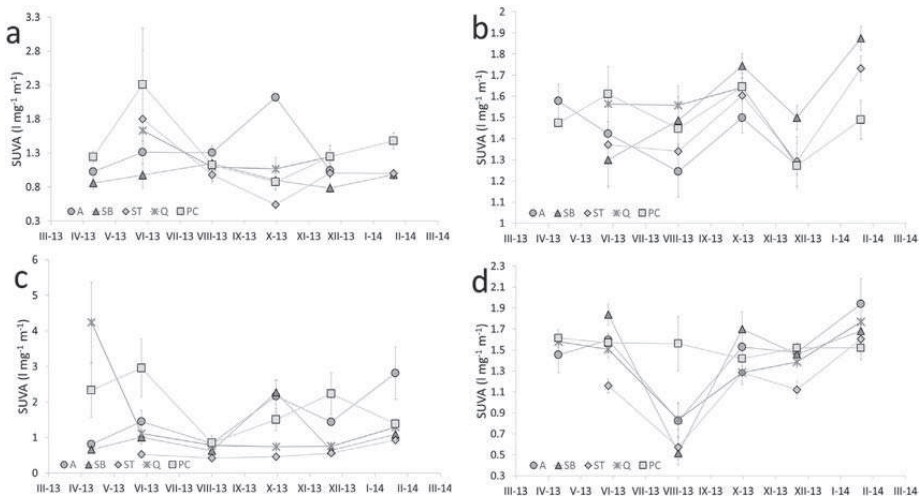 a
SUVA (l mg⁻¹ m⁻¹)
3.3
2.8
2.3
1.8
1.3
0.8
0.3
A SB ST Q PC
III-13 IV-13 V-13 VI-13 VII-13 VIII-13 IX-13 X-13 XI-13 XII-13 I-14 II-14 III-14
b
SUVA (l mg⁻¹ m⁻¹)
2
1.9
1.8
1.7
1.6
1.5
1.4
1.3
1.2
1.1
1
A SB ST Q PC
III-13 IV-13 V-13 VI-13 VII-13 VIII-13 IX-13 X-13 XI-13 XII-13 I-14 II-14 III-14
c
SUVA (l mg⁻¹ m⁻¹)
6
5
4
3
2
1
0
A SB ST Q PC
III-13 IV-13 V-13 VI-13 VII-13 VIII-13 IX-13 X-13 XI-13 XII-13 I-14 II-14 III-14
d
SUVA (l mg⁻¹ m⁻¹)
2.3
2.1
1.9
1.7
1.5
1.3
1.1
0.9
0.7
0.5
0.3
A SB ST Q PC
III-13 IV-13 V-13 VI-13 VII-13 VIII-13 IX-13 X-13 XI-13 XII-13 I-14 II-14 III-14